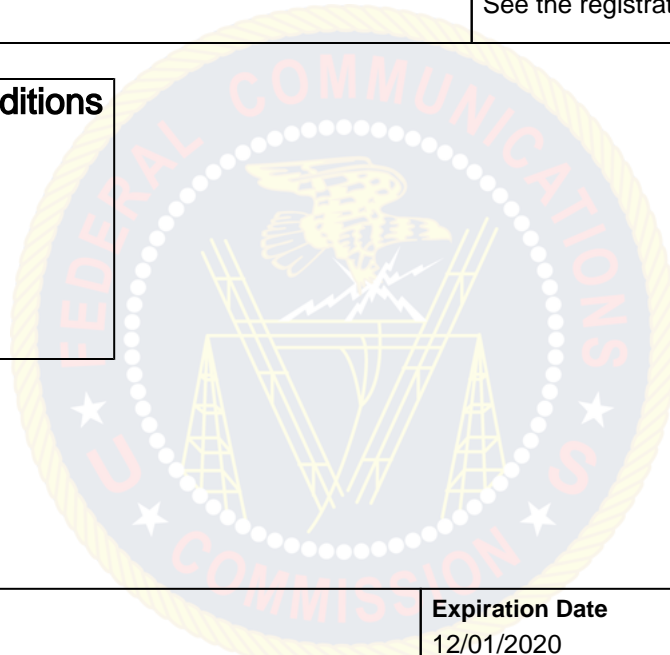 See the registrat
ditions
FEDERAL COMMUNICATIONS
COMMISSION
U S
Expiration Date
12/01/2020